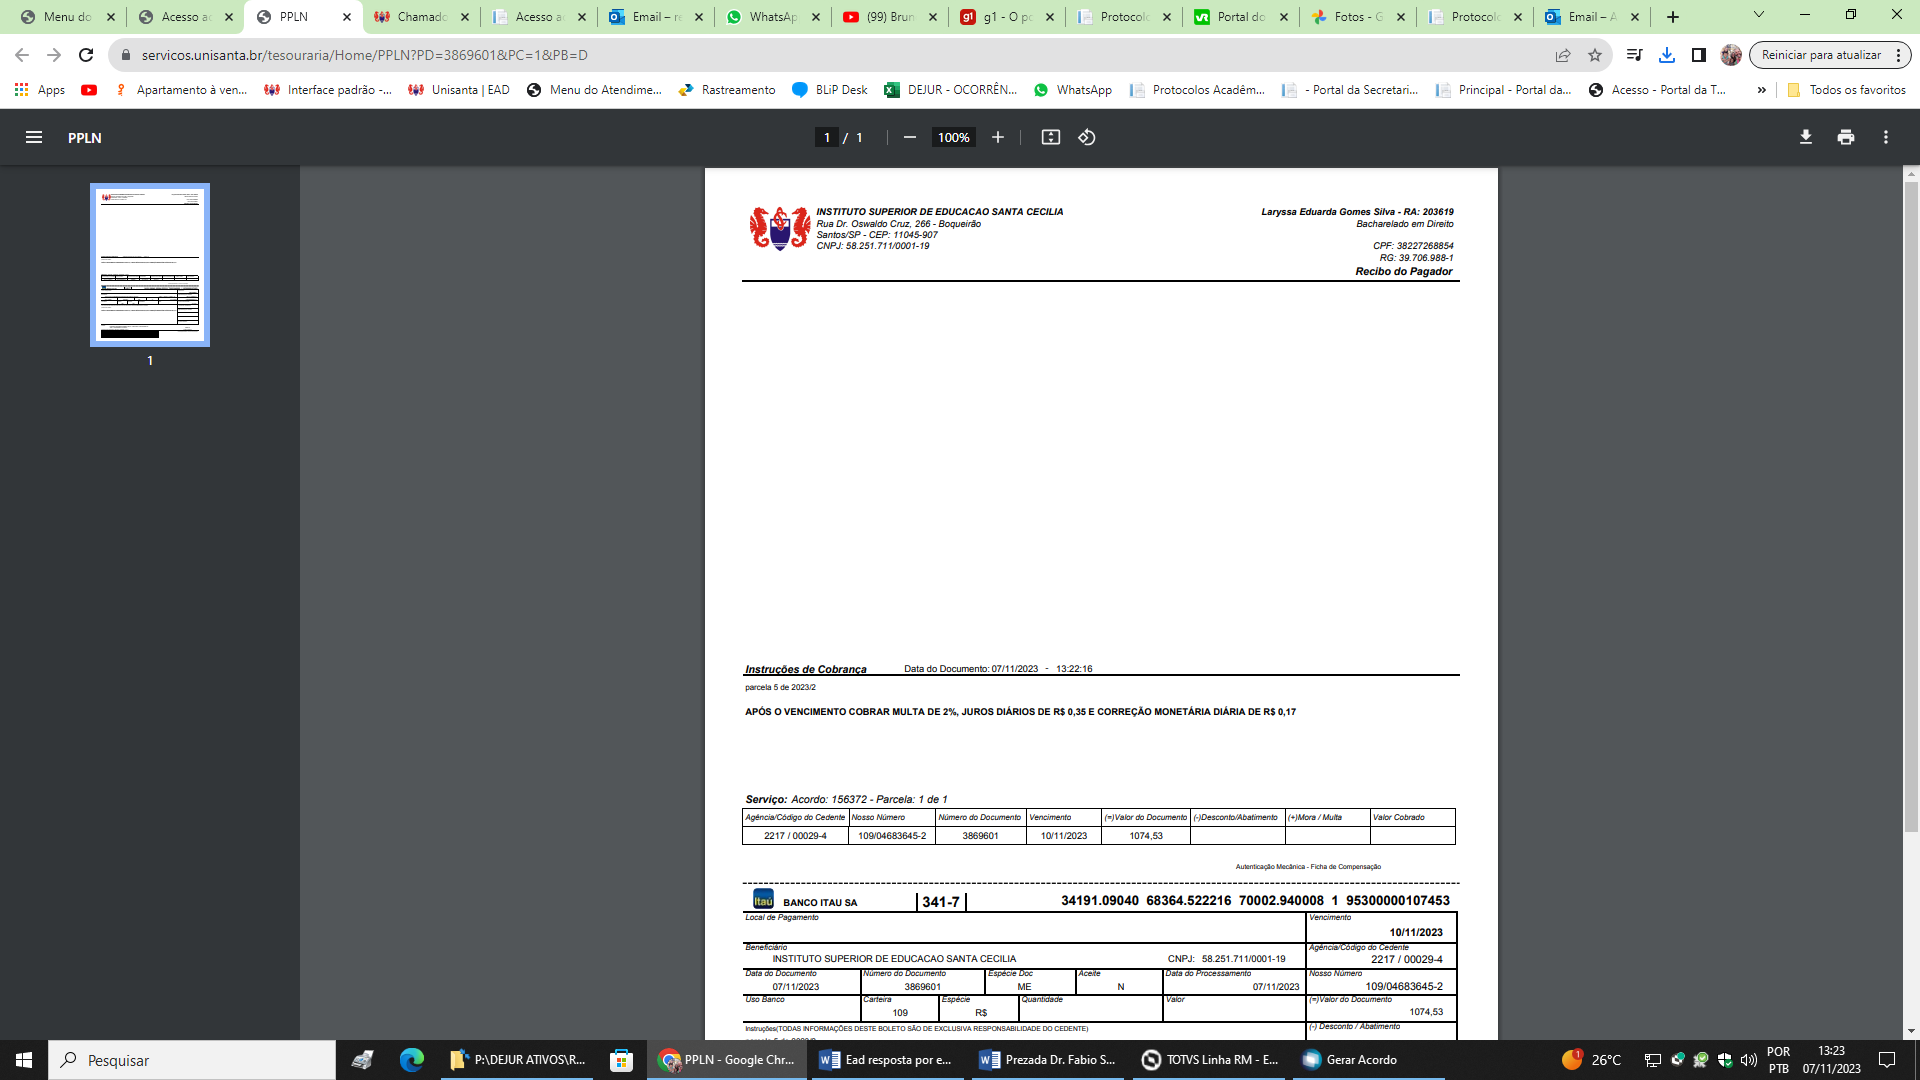 Menu do
Acesso ac
PPLN
Chamado
Acesso ac
Email – re
WhatsAp
(99) Brun
g1 - O po
Protocolo
Portal do
Fotos - G
Protocolo
Email – A
servicos.unisanta.br/tesouraria/Home/PPLN?PD=3869601&PC=1&PB=D
Reiniciar para atualizar
Apps
Apartamento à ven...
Interface padrão -...
Unisanta | EAD
Menu do Atendime...
Rastreamento
BLiP Desk
DEJUR - OCORRÊN...
WhatsApp
Protocolos Acadêm...
- Portal da Secretari...
Principal - Portal da...
Acesso - Portal da T...
»
Todos os favoritos
PPLN
1 / 1
100%
1
INSTITUTO SUPERIOR DE EDUCACAO SANTA CECILIA
Rua Dr. Oswaldo Cruz, 266 - Boqueirão
Santos/SP - CEP: 11045-907
CNPJ: 58.251.711/0001-19
Laryssa Eduarda Gomes Silva - RA: 203619
Bacharelado em Direito
CPF: 38227268854
RG: 39.706.988-1
Recibo do Pagador
Instruções de Cobrança Data do Documento: 07/11/2023 - 13:22:16
parcela 5 de 2023/2
APÓS O VENCIMENTO COBRAR MULTA DE 2%, JUROS DIÁRIOS DE R$ 0,35 E CORREÇÃO MONETÁRIA DIÁRIA DE R$ 0,17
Serviço: Acordo: 156372 - Parcela: 1 de 1
Agência/Código do Cedente Nosso Número Número do Documento Vencimento (=)Valor do Documento (-)Desconto/Abatimento (+)Mora / Multa Valor Cobrado
2217 / 00029-4 109/04683645-2 3869601 10/11/2023 1074,53
Autenticação Mecânica - Ficha de Compensação
Itaú BANCO ITAU SA 341-7 34191.09040 68364.522216 70002.940008 1 95300000107453
Local de Pagamento Vencimento
10/11/2023
Beneficiário Agência/Código do Cedente
INSTITUTO SUPERIOR DE EDUCACAO SANTA CECILIA CNPJ: 58.251.711/0001-19 2217 / 00029-4
Data do Documento Número do Documento Espécie Doc Aceite Data do Processamento Nosso Número
07/11/2023 3869601 ME N 07/11/2023 109/04683645-2
Uso Banco Carteira Espécie Quantidade Valor (=)Valor do Documento
109 R$ 1074,53
Instruções(TODAS INFORMAÇÕES DESTE BOLETO SÃO DE EXCLUSIVA RESPONSABILIDADE DO CEDENTE) (-) Desconto / Abatimento
Pesquisar
P:\DEJUR ATIVOS\R...
PPLN - Google Chr...
Ead resposta por e...
Prezada Dr. Fabio S...
TOTVS Linha RM - E...
Gerar Acordo
1
26°C
POR
PTB
13:23
07/11/2023